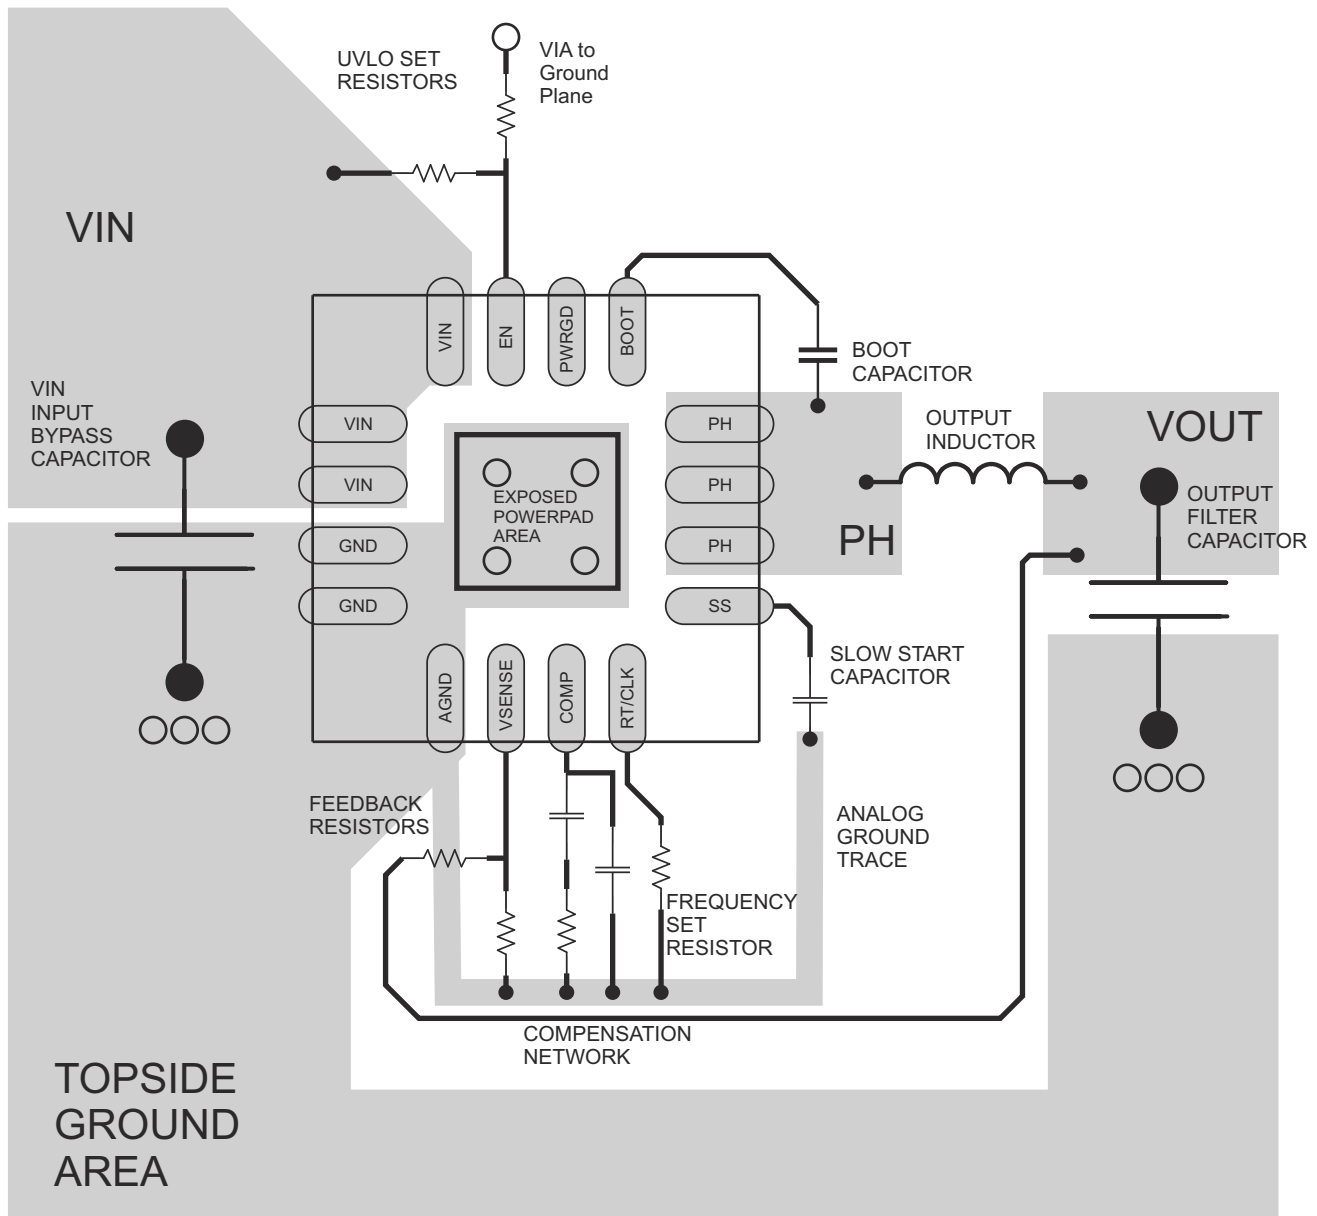 UVLO SET
RESISTORS
VIA to
Ground
Plane
VIN
VIN
EN
PWRGD
BOOT
BOOT
CAPACITOR
VIN
INPUT
BYPASS
CAPACITOR
VIN
VIN
GND
GND
EXPOSED
POWERPAD
AREA
PH
PH
PH
SS
OUTPUT
INDUCTOR
PH
VOUT
OUTPUT
FILTER
CAPACITOR
AGND
VSENSE
COMP
RT/CLK
SLOW START
CAPACITOR
FEEDBACK
RESISTORS
ANALOG
GROUND
TRACE
FREQUENCY
SET
RESISTOR
COMPENSATION
NETWORK
TOPSIDE
GROUND
AREA